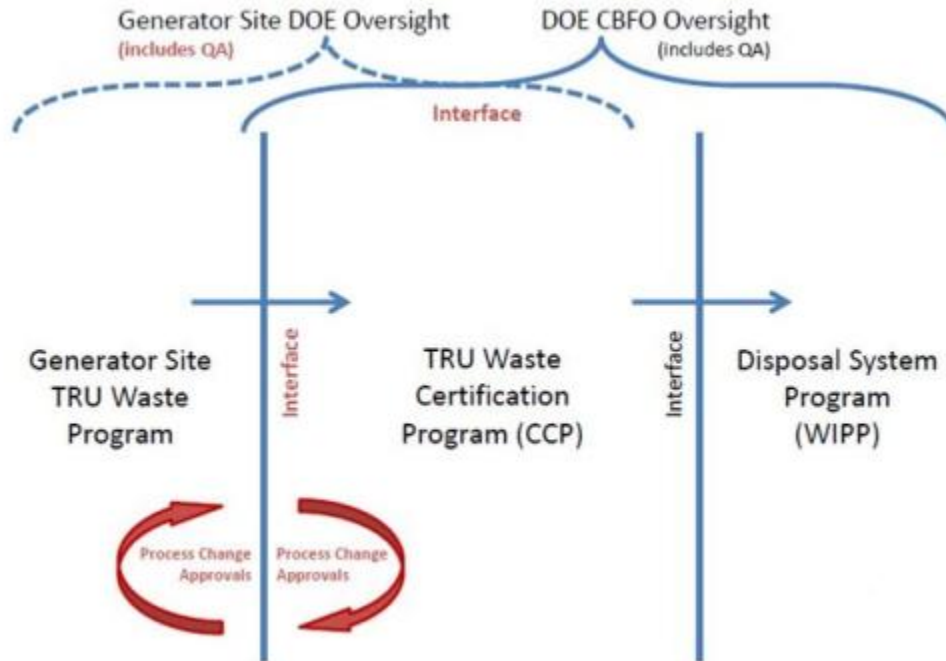 Generator Site DOE Oversight
(includes QA)
DOE CBFO Oversight
(includes QA)
Interface
Generator Site
TRU Waste
Program
Interface
TRU Waste
Certification
Program (CCP)
Interface
Disposal System
Program
(WIPP)
Process Change
Approvals
Process Change
Approvals